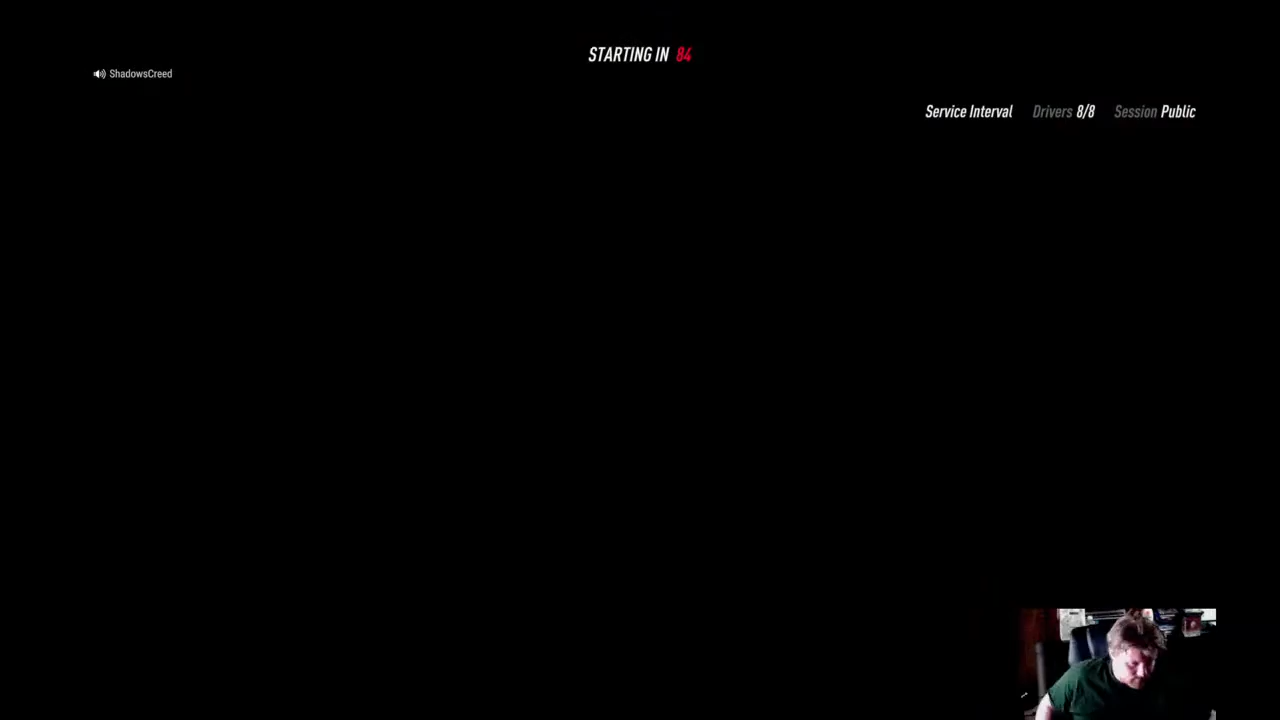 STARTING IN 84
ShadowsCreed
Service Interval Drivers 8/8 Session Public